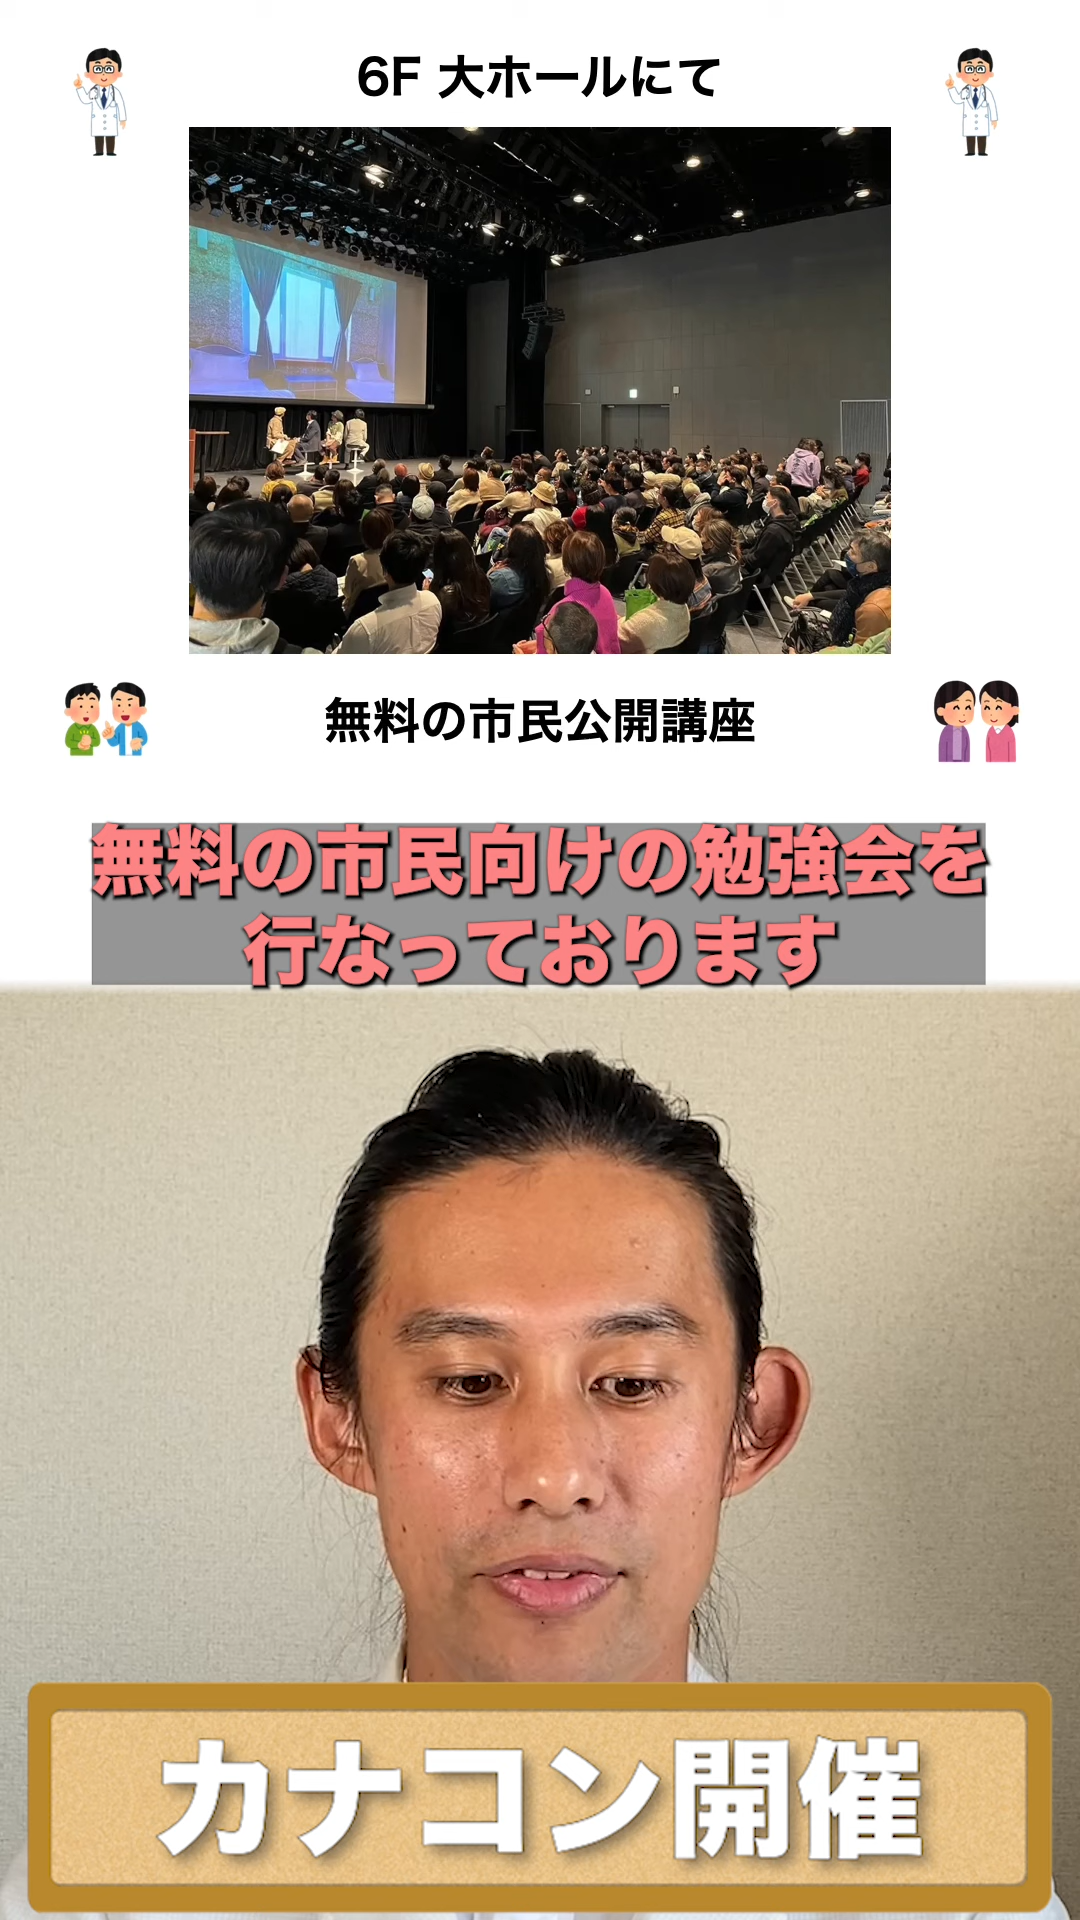 6F 大ホールにて
無料の市民公開講座
無料の市民向けの勉強会を
行なっております
カナコン開催